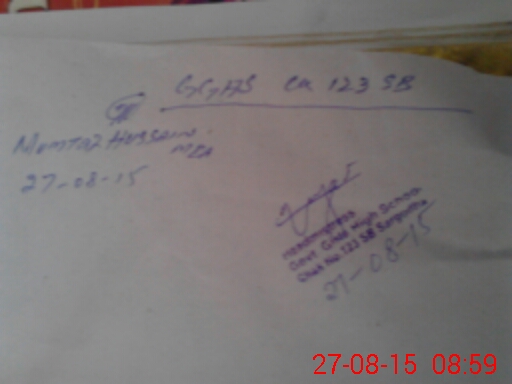 GGHS Ch 123 SB
Mumtaz Hussain
MEA
27-08-15
Headmistress
Govt. Girls High School
Chak No. 123 SB Sargodha
27-08-15
27-08-15 08:59